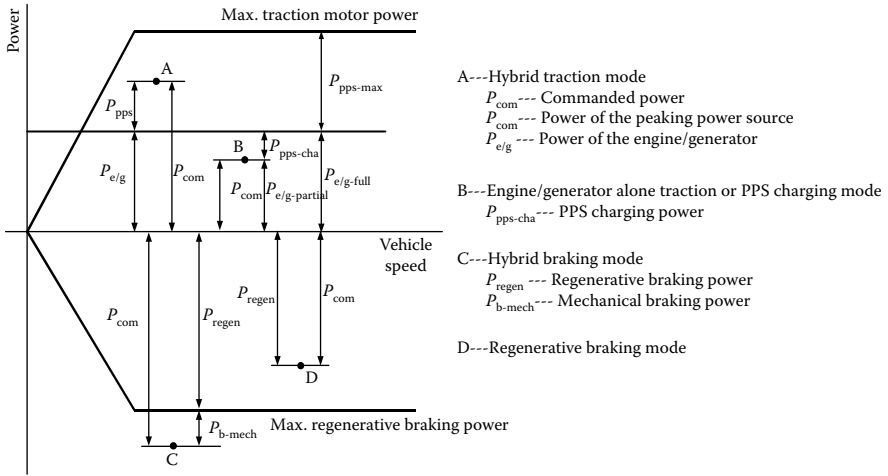 Power
Max. traction motor power
A
P_pps
P_pps-max
B
P_pps-cha
P_e/g
P_com
P_com
P_e/g-partial
P_e/g-full
Vehicle
speed
P_com
P_regen
P_regen
P_com
D
Max. regenerative braking power
P_b-mech
C
A---Hybrid traction mode
P_com--- Commanded power
P_com--- Power of the peaking power source
P_e/g --- Power of the engine/generator
B---Engine/generator alone traction or PPS charging mode
P_pps-cha--- PPS charging power
C---Hybrid braking mode
P_regen --- Regenerative braking power
P_b-mech--- Mechanical braking power
D---Regenerative braking mode